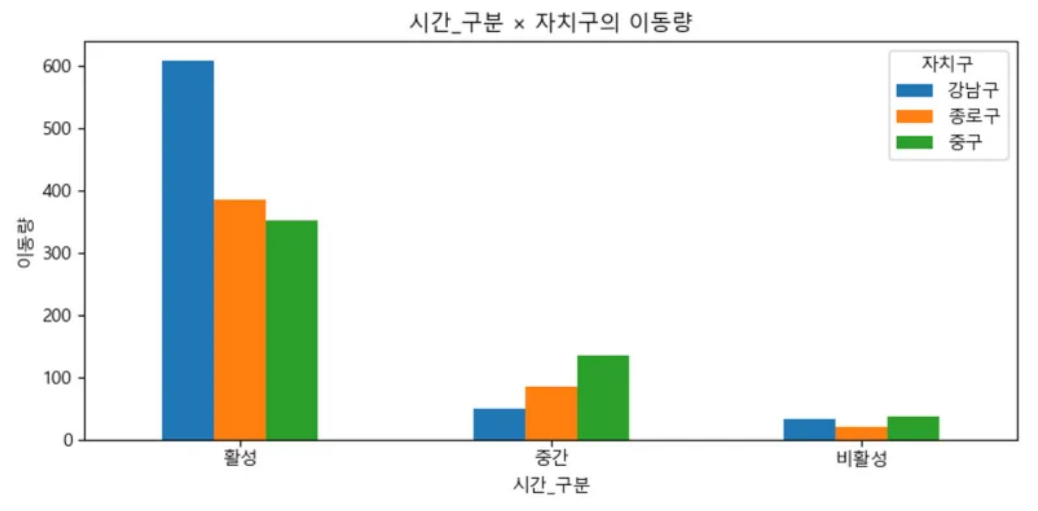 시간_구분 × 자치구의 이동량
자치구
강남구
종로구
중구
이동량
600
500
400
300
200
100
0
활성
중간
비활성
시간_구분